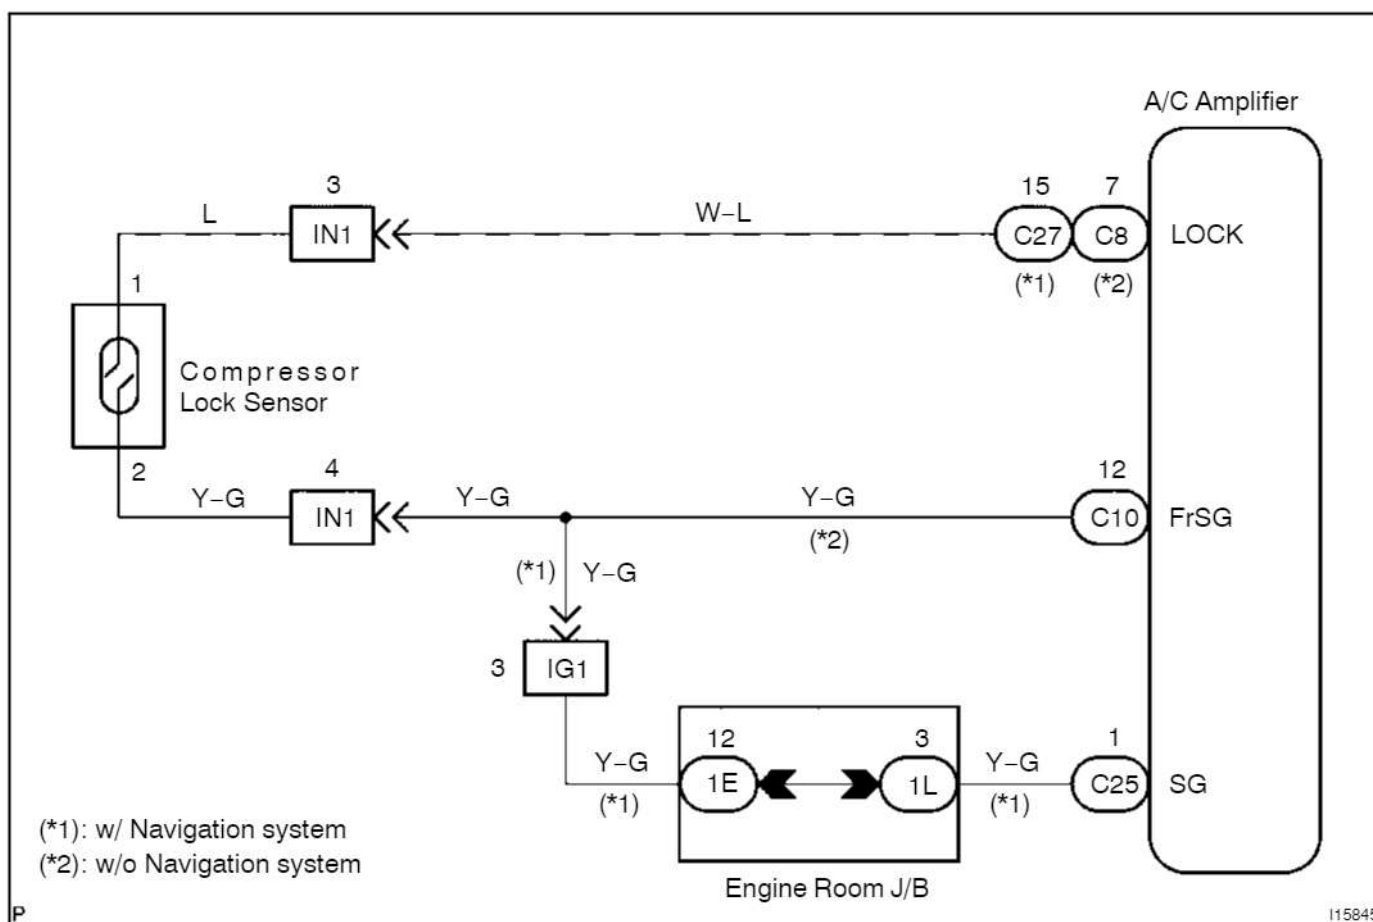 A/C Amplifier
3
15
7
L
IN1
W-L
C27
C8
LOCK
(*1)
(*2)
1
Compressor
Lock Sensor
2
4
12
Y-G
IN1
Y-G
Y-G
C10
FrSG
(*2)
(*1)
Y-G
3
IG1
12
3
1
Y-G
1E
1L
Y-G
C25
SG
(*1)
(*1)
(*1): w/ Navigation system
(*2): w/o Navigation system
Engine Room J/B
P
I15845